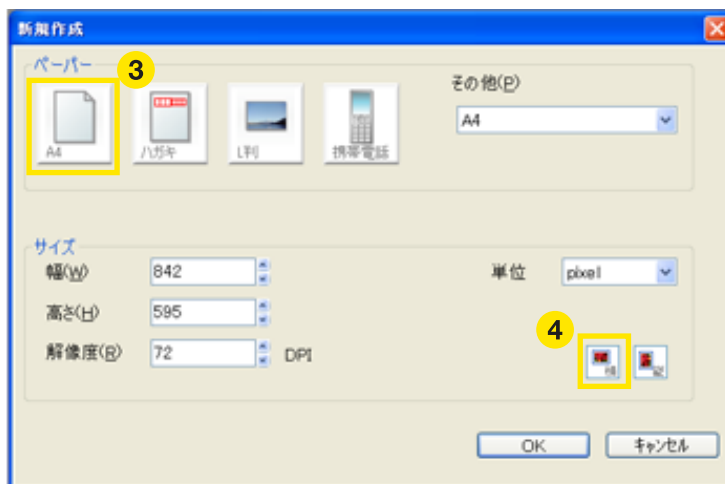 新規作成
ペーパー
3
その他(P)
A4
ハガキ
L判
携帯電話
A4
サイズ
幅(W)
842
単位
pixel
高さ(H)
595
4
解像度(R)
72
DPI
横
縦
OK
キャンセル